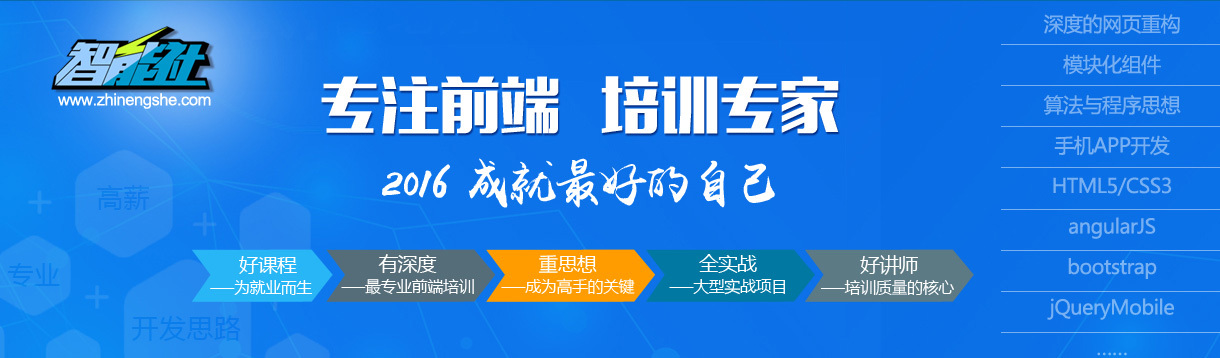 智能社
www.zhinengshe.com
专注前端 培训专家
2016 成就最好的自己
高薪
专业
开发思路
好课程
——为就业而生
有深度
——最专业前端培训
重思想
——成为高手的关键
全实战
——大型实战项目
好讲师
——培训质量的核心
深度的网页重构
模块化组件
算法与程序思想
手机APP开发
HTML5/CSS3
angularJS
bootstrap
jQueryMobile
……